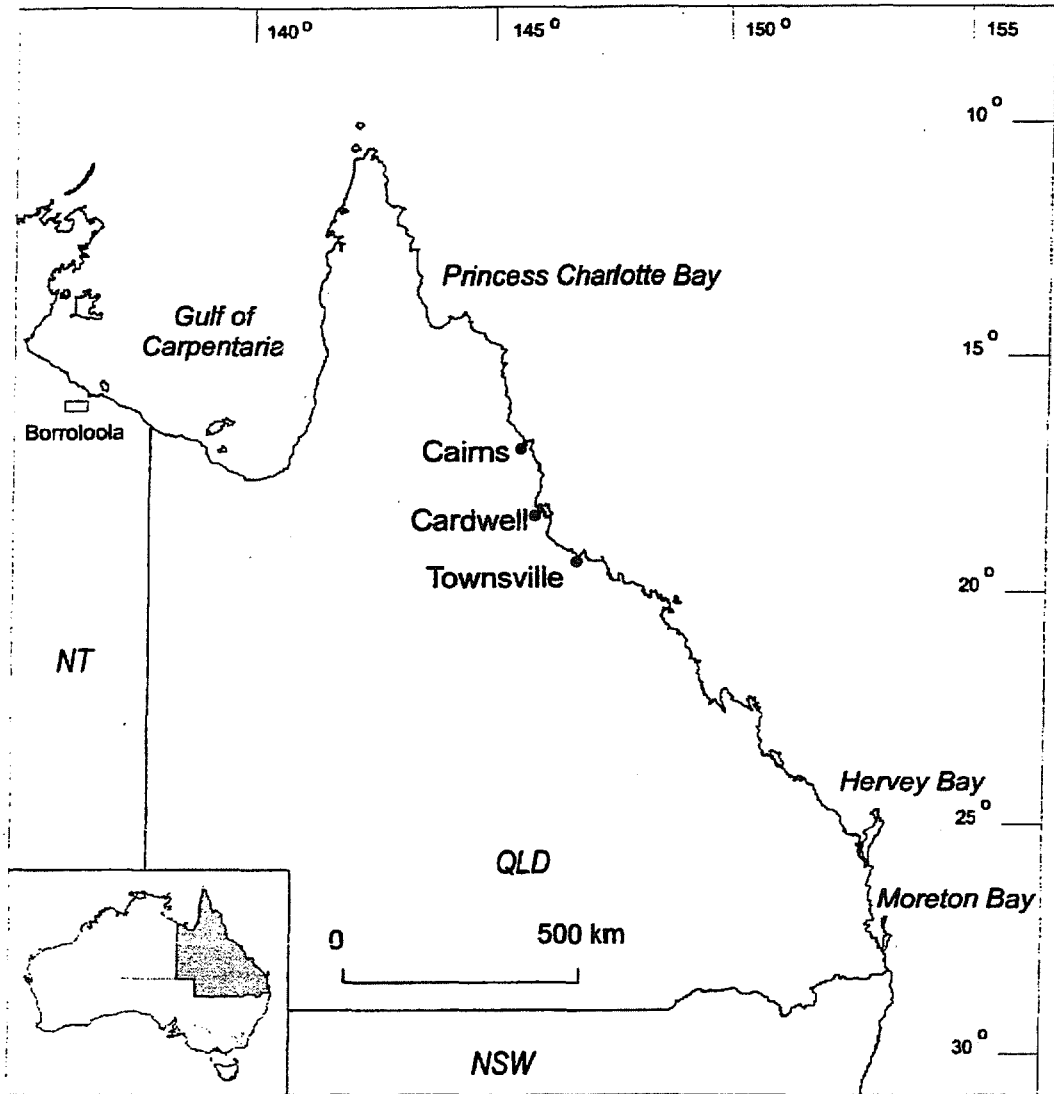 140°
145°
150°
155
10°
Princess Charlotte Bay
Gulf of
Carpentaria
15°
Borroloola
Cairns
Cardwell
Townsville
20°
NT
Hervey Bay
25°
QLD
Moreton Bay
0
500 km
30°
NSW